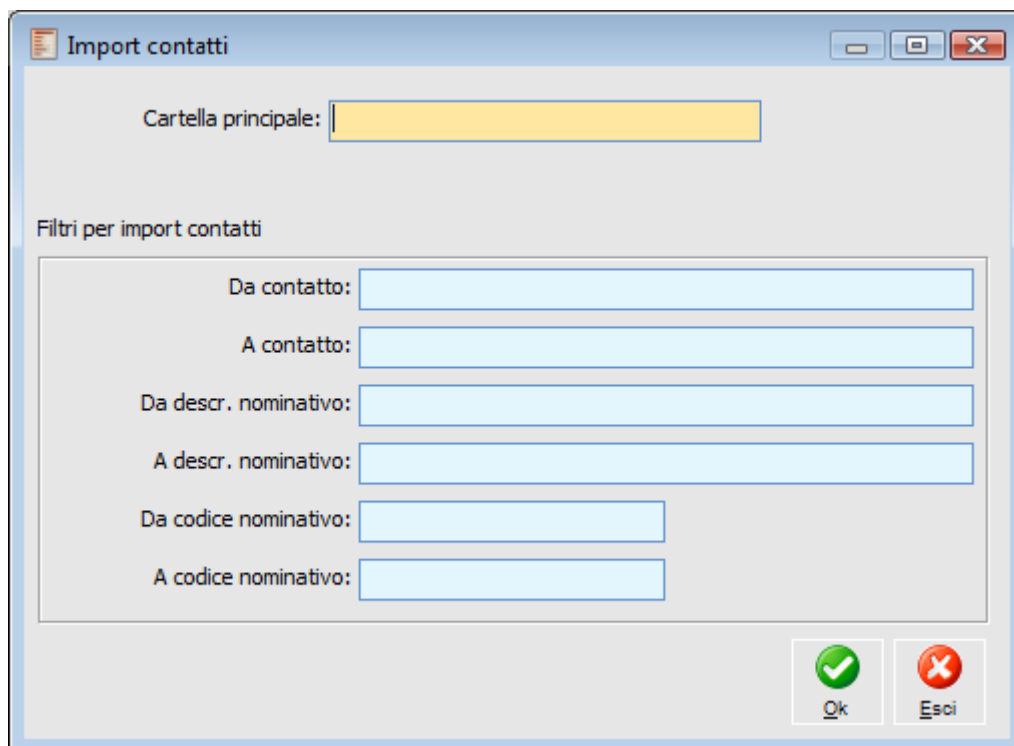 Import contatti
Cartella principale:
Filtri per import contatti
Da contatto:
A contatto:
Da descr. nominativo:
A descr. nominativo:
Da codice nominativo:
A codice nominativo:
Ok Esci